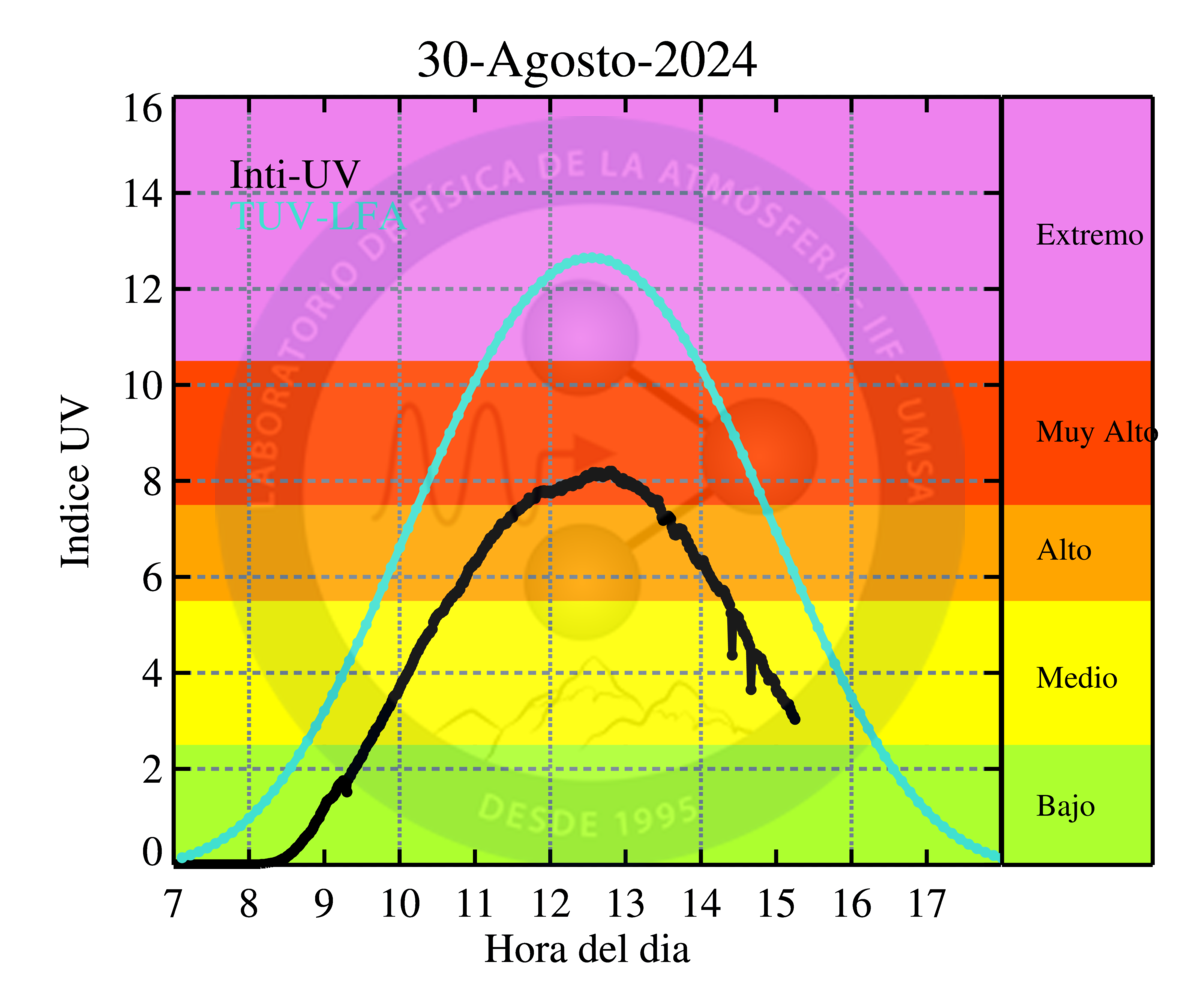 30-Agosto-2024
16
14
12
10
8
6
4
2
0
Indice UV
Inti-UV
TUV-LFA
LABORATORIO DE FÍSICA DE LA ATMÓSFERA - IIF - UMSA
DESDE 1995
Extremo
Muy Alto
Alto
Medio
Bajo
7 8 9 10 11 12 13 14 15 16 17
Hora del dia